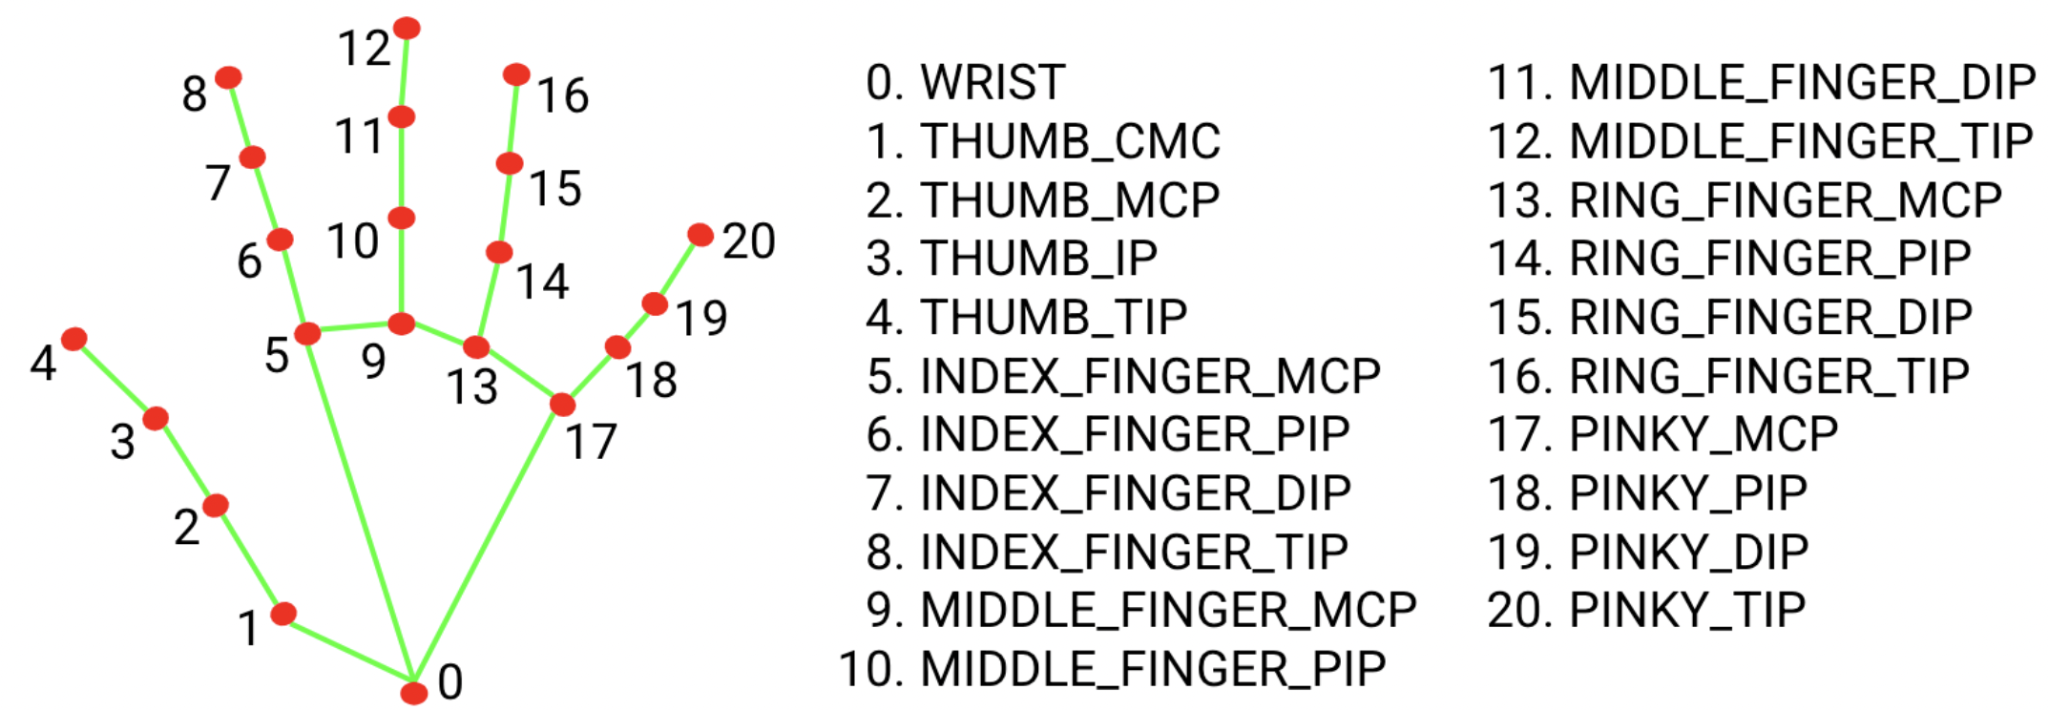 12
8
16
11
7
15
10
6
20
14
19
5
9
4
18
13
3
17
2
1
0
0. WRIST
1. THUMB_CMC
2. THUMB_MCP
3. THUMB_IP
4. THUMB_TIP
5. INDEX_FINGER_MCP
6. INDEX_FINGER_PIP
7. INDEX_FINGER_DIP
8. INDEX_FINGER_TIP
9. MIDDLE_FINGER_MCP
10. MIDDLE_FINGER_PIP
11. MIDDLE_FINGER_DIP
12. MIDDLE_FINGER_TIP
13. RING_FINGER_MCP
14. RING_FINGER_PIP
15. RING_FINGER_DIP
16. RING_FINGER_TIP
17. PINKY_MCP
18. PINKY_PIP
19. PINKY_DIP
20. PINKY_TIP